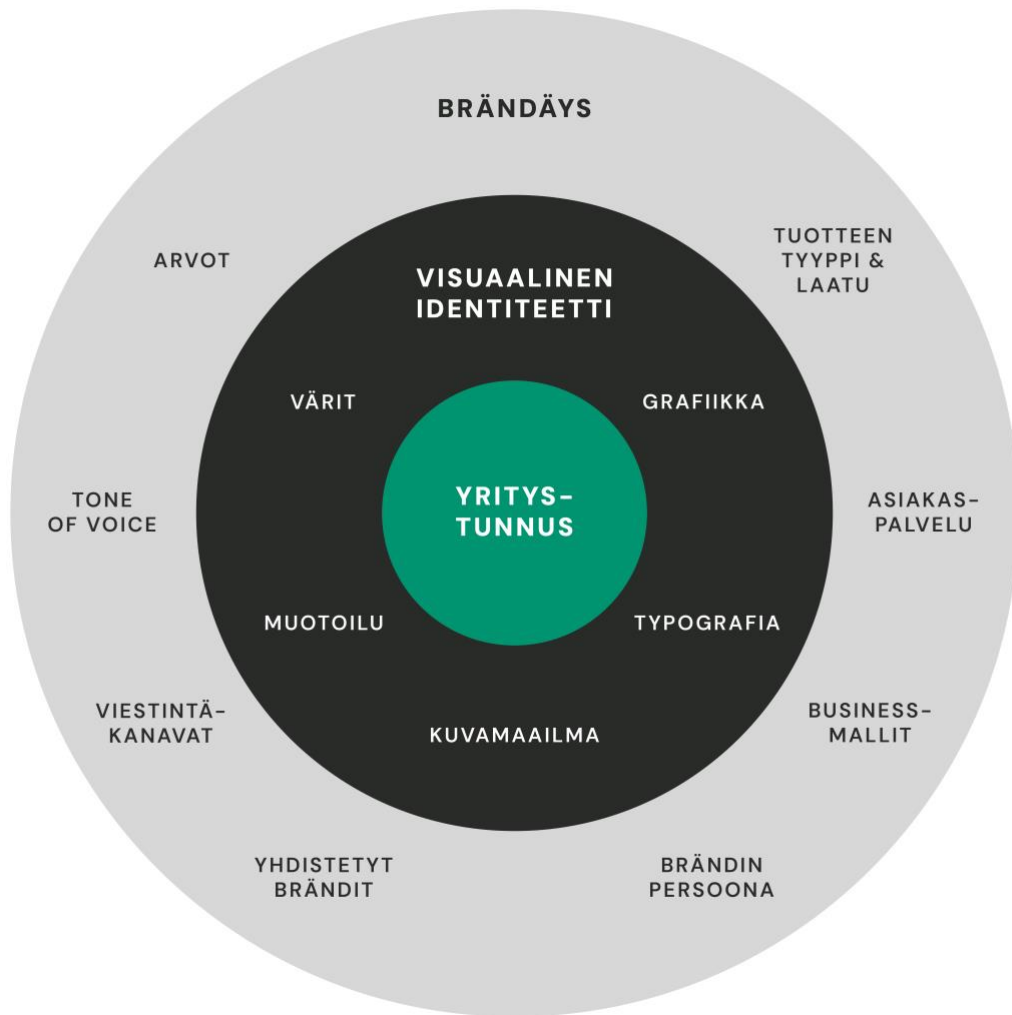 BRÄNDÄYS
ARVOT
TUOTTEEN
TYYPPI &
LAATU
VISUAALINEN
IDENTITEETTI
VÄRIT
GRAFIIKKA
YRITYS-
TUNNUS
TONE
OF VOICE
ASIAKAS-
PALVELU
MUOTOILU
TYPOGRAFIA
VIESTINTÄ-
KANAVAT
KUVAMAAILMA
BUSINESS-
MALLIT
YHDISTETYT
BRÄNDIT
BRÄNDIN
PERSOONA